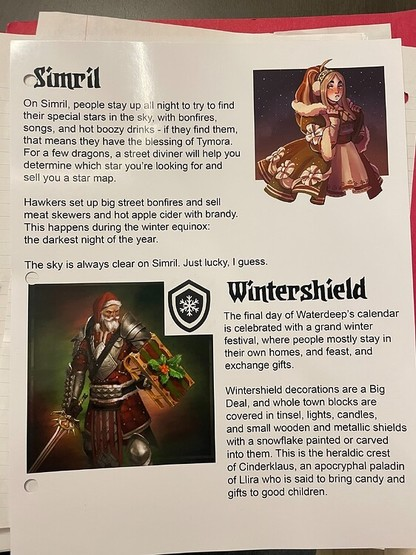 Simril
On Simril, people stay up all night to try to find
their special stars in the sky, with bonfires,
songs, and hot boozy drinks - if they find them,
that means they have the blessing of Tymora.
For a few dragons, a street diviner will help you
determine which star you're looking for and
sell you a star map.
Hawkers set up big street bonfires and sell
meat skewers and hot apple cider with brandy.
This happens during the winter equinox:
the darkest night of the year.
The sky is always clear on Simril. Just lucky, I guess.
Wintershield
The final day of Waterdeep's calendar
is celebrated with a grand winter
festival, where people mostly stay in
their own homes, and feast, and
exchange gifts.
Wintershield decorations are a Big
Deal, and whole town blocks are
covered in tinsel, lights, candles,
and small wooden and metallic shields
with a snowflake painted or carved
into them. This is the heraldic crest
of Cinderklaus, an apocryphal paladin
of Llira who is said to bring candy and
gifts to good children.